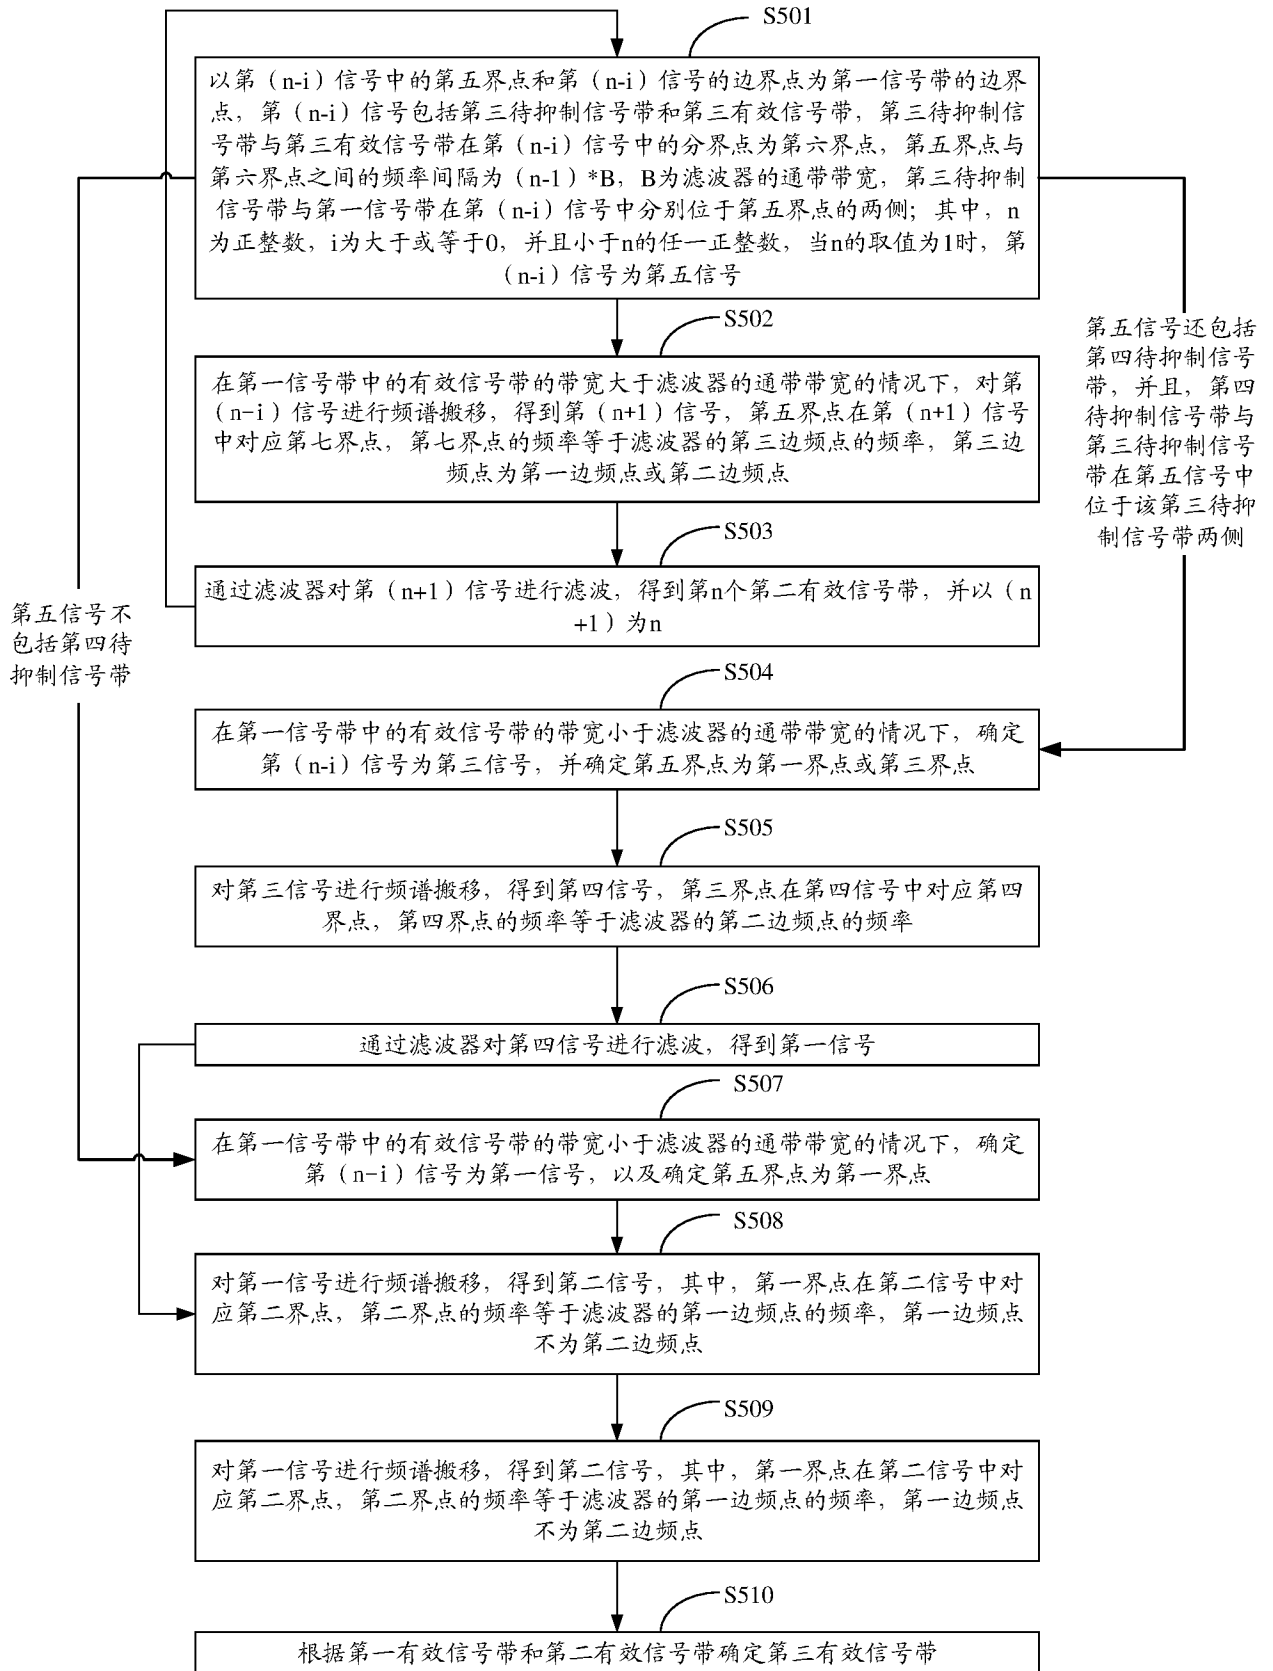 S501
以第（n-i）信号中的第五界点和第（n-i）信号的边界点为第一信号带的边界
点，第（n-i）信号包括第三待抑制信号带和第三有效信号带，第三待抑制信
号带与第三有效信号带在第（n-i）信号中的分界点为第六界点，第五界点与
第六界点之间的频率间隔为（n-1）*B，B为滤波器的通带带宽，第三待抑制
信号带与第一信号带在第（n-i）信号中分别位于第五界点的两侧；其中，n
为正整数，i为大于或等于0，并且小于n的任一正整数，当n的取值为1时，第
（n-i）信号为第五信号
S502
在第一信号带中的有效信号带的带宽大于滤波器的通带带宽的情况下，对第
（n-i）信号进行频谱搬移，得到第（n+1）信号，第五界点在第（n+1）信号
中对应第七界点，第七界点的频率等于滤波器的第三边频点的频率，第三边
频点为第一边频点或第二边频点
第五信号还包括
第四待抑制信号
带，并且，第四
待抑制信号带与
第三待抑制信号
带在第五信号中
位于该第三待抑
制信号带两侧
S503
通过滤波器对第（n+1）信号进行滤波，得到第n个第二有效信号带，并以（n
+1）为n
第五信号不
包括第四待
抑制信号带
S504
在第一信号带中的有效信号带的带宽小于滤波器的通带带宽的情况下，确定
第（n-i）信号为第三信号，并确定第五界点为第一界点或第三界点
S505
对第三信号进行频谱搬移，得到第四信号，第三界点在第四信号中对应第四
界点，第四界点的频率等于滤波器的第二边频点的频率
S506
通过滤波器对第四信号进行滤波，得到第一信号
S507
在第一信号带中的有效信号带的带宽小于滤波器的通带带宽的情况下，确定
第（n-i）信号为第一信号，以及确定第五界点为第一界点
S508
对第一信号进行频谱搬移，得到第二信号，其中，第一界点在第二信号中对
应第二界点，第二界点的频率等于滤波器的第一边频点的频率，第一边频点
不为第二边频点
S509
对第一信号进行频谱搬移，得到第二信号，其中，第一界点在第二信号中对
应第二界点，第二界点的频率等于滤波器的第一边频点的频率，第一边频点
不为第二边频点
S510
根据第一有效信号带和第二有效信号带确定第三有效信号带